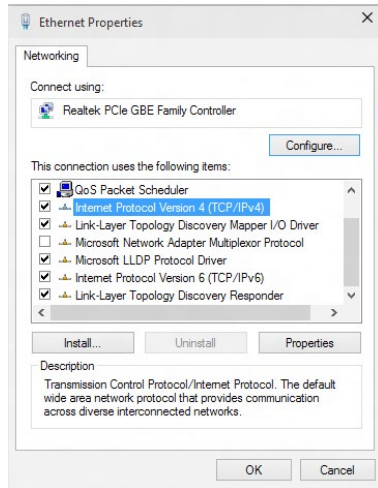 Ethernet Properties
Networking
Connect using:
Realtek PCIe GBE Family Controller
Configure...
This connection uses the following items:
QoS Packet Scheduler
Internet Protocol Version 4 (TCP/IPv4)
Link-Layer Topology Discovery Mapper I/O Driver
Microsoft Network Adapter Multiplexor Protocol
Microsoft LLDP Protocol Driver
Internet Protocol Version 6 (TCP/IPv6)
Link-Layer Topology Discovery Responder
Install... Uninstall Properties
Description
Transmission Control Protocol/Internet Protocol. The default
wide area network protocol that provides communication
across diverse interconnected networks.
OK Cancel